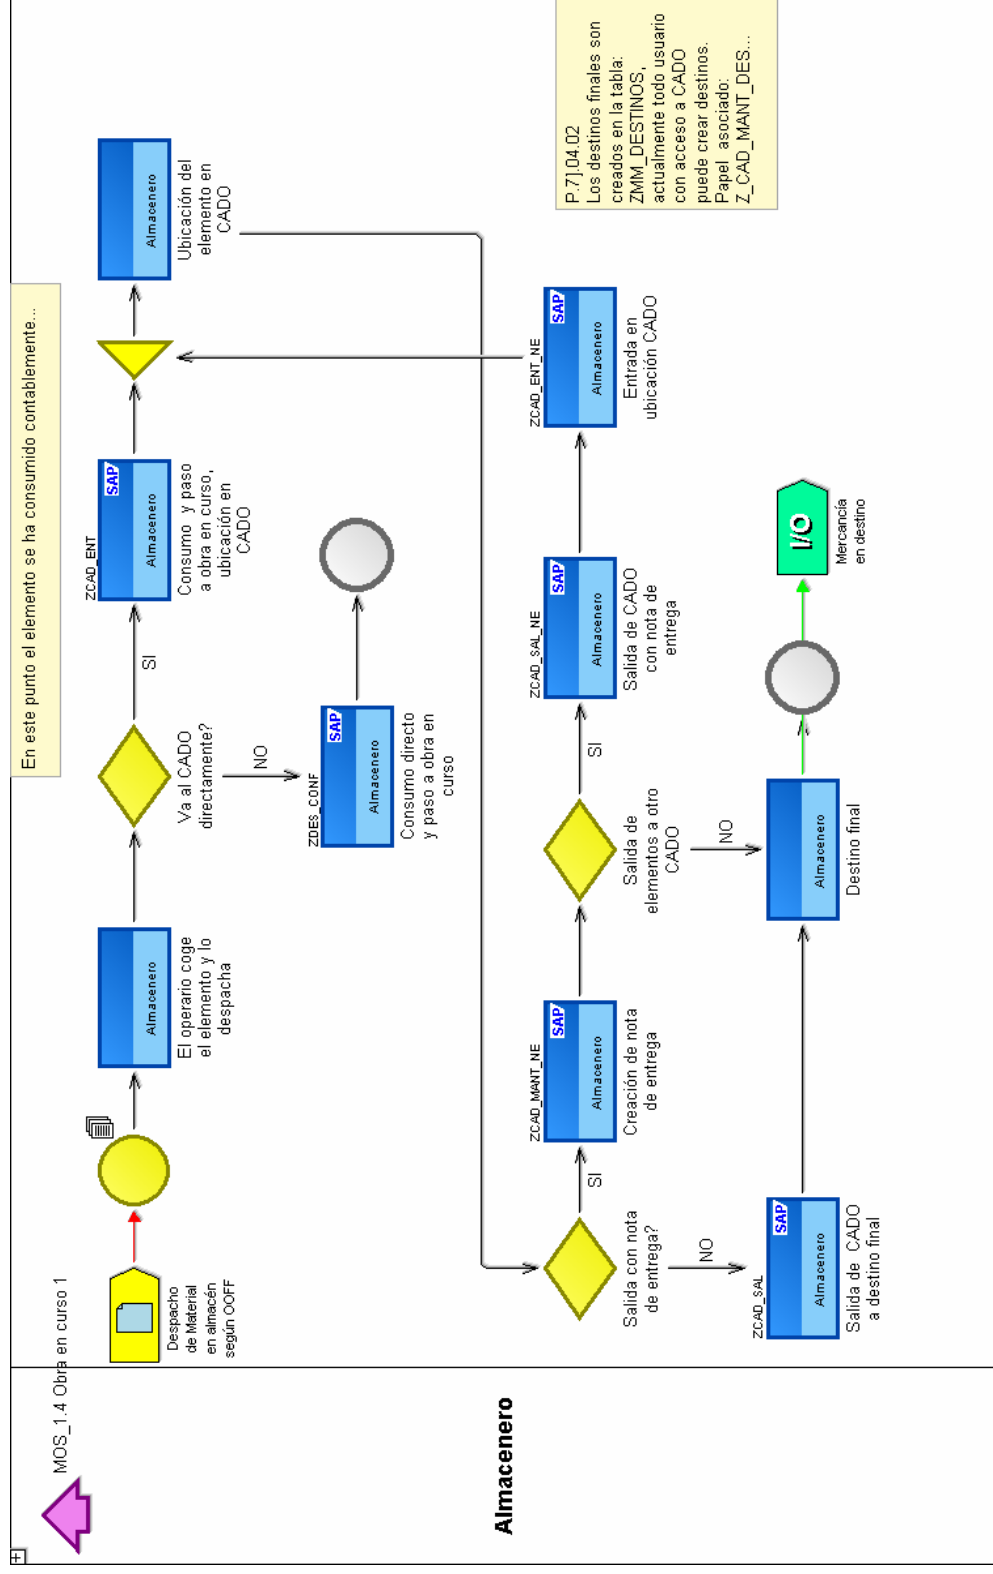 MOS_1.4 Obra en curso 1
Almacenero
En este punto el elemento se ha consumido contablemente...
Despacho
de Material
en almacén
según OOFF
Almacenero
El operario coge
el elemento y lo
despacha
Va al CADO
directamente?
SI
NO
ZCAD_ENT
SAP
Almacenero
Consumo y paso
a obra en curso,
ubicación en
CADO
Almacenero
Ubicación del
elemento en
CADO
ZDES_CONF
SAP
Almacenero
Consumo directo
y paso a obra en
curso
Salida con nota
de entrega?
SI
NO
ZCAD_MANT_NE
SAP
Almacenero
Creación de nota
de entrega
Salida de
elementos a otro
CADO
SI
NO
ZCAD_SAL_NE
SAP
Almacenero
Salida de CADO
con nota de
entrega
ZCAD_ENT_NE
SAP
Almacenero
Entrada en
ubicación CADO
P.7].04.02
Los destinos finales son
creados en la tabla:
ZMM_DESTINOS,
actualmente todo usuario
con acceso a CADO
puede crear destinos.
Papel asociado:
Z_CAD_MANT_DES...
ZCAD_SAL
SAP
Almacenero
Salida de CADO
a destino final
Almacenero
Destino final
I/O
Mercancía
en destino